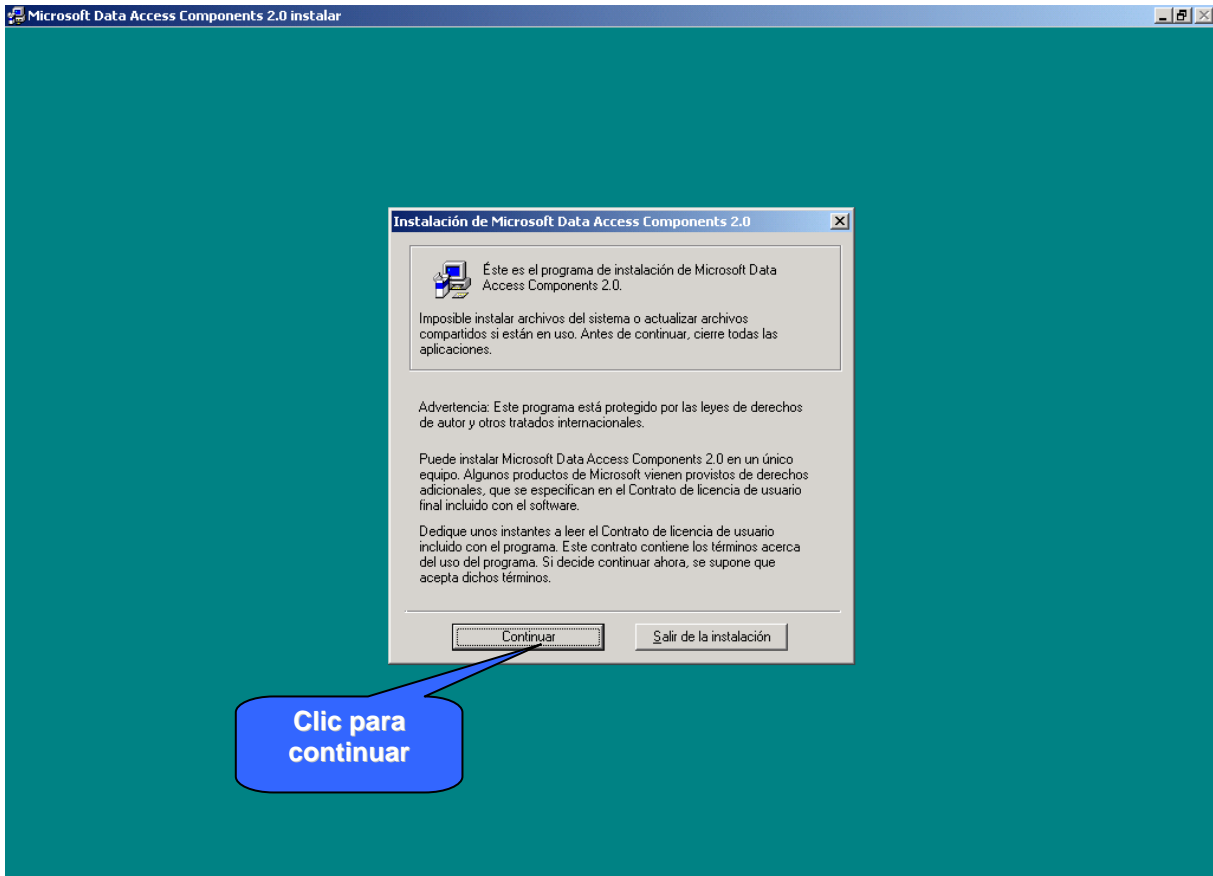 Microsoft Data Access Components 2.0 instalar
Instalación de Microsoft Data Access Components 2.0
Éste es el programa de instalación de Microsoft Data
Access Components 2.0.
Imposible instalar archivos del sistema o actualizar archivos
compartidos si están en uso. Antes de continuar, cierre todas las
aplicaciones.
Advertencia: Este programa está protegido por las leyes de derechos
de autor y otros tratados internacionales.
Puede instalar Microsoft Data Access Components 2.0 en un único
equipo. Algunos productos de Microsoft vienen provistos de derechos
adicionales, que se especifican en el Contrato de licencia de usuario
final incluido con el software.
Dedique unos instantes a leer el Contrato de licencia de usuario
incluido con el programa. Este contrato contiene los términos acerca
del uso del programa. Si decide continuar ahora, se supone que
acepta dichos términos.
Continuar
Salir de la instalación
Clic para
continuar